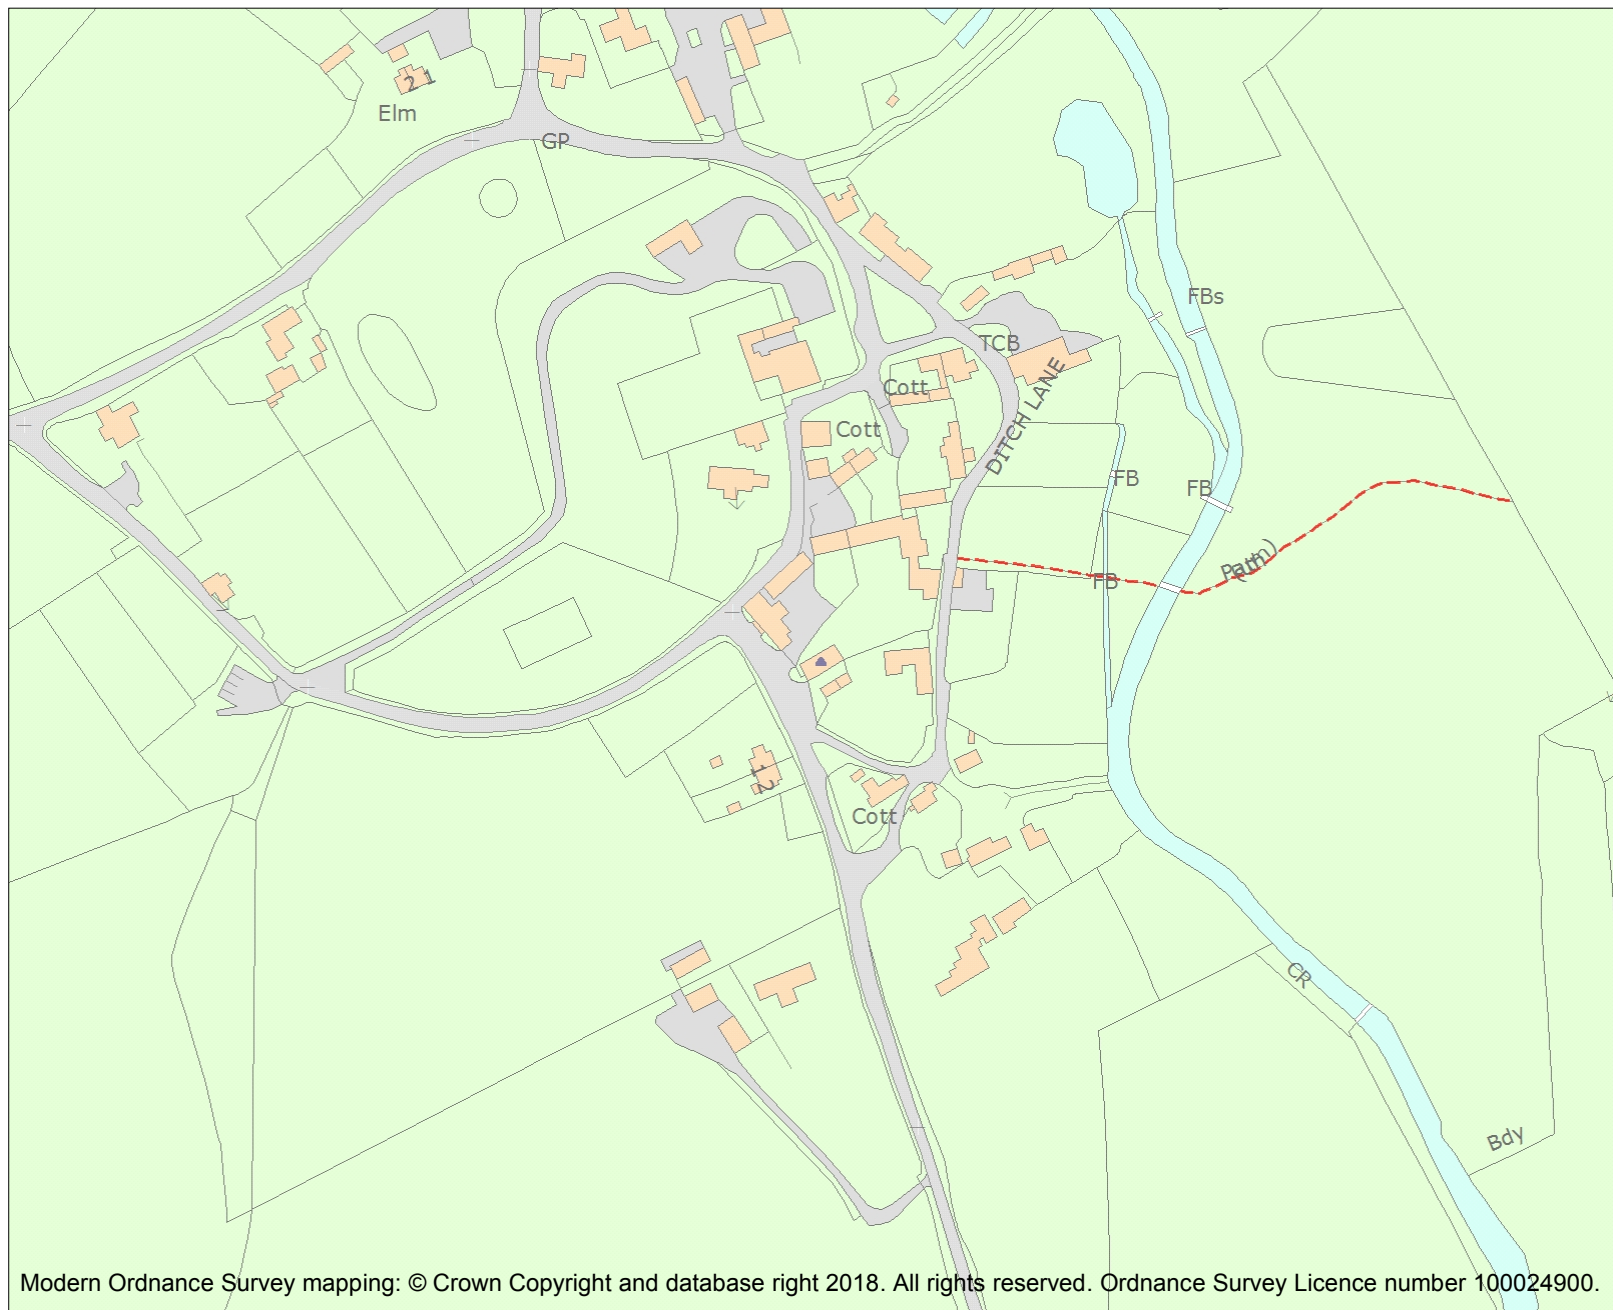 2 1
Elm
GP
FBs
TCB
Cott
DITCH LANE
Cott
FB
FB
(Path)
FB
1 2
Cott
CR
Bdy
Modern Ordnance Survey mapping: © Crown Copyright and database right 2018. All rights reserved. Ordnance Survey Licence number 100024900.